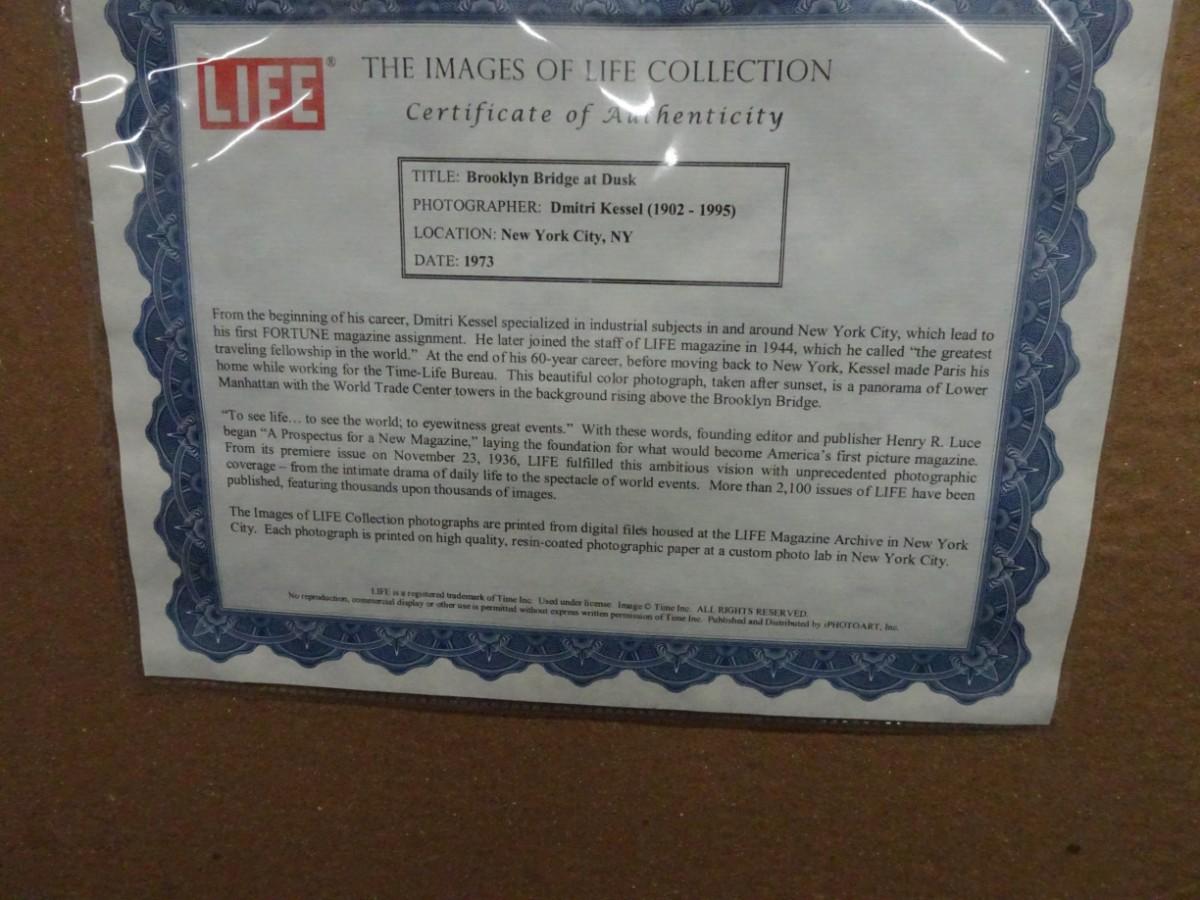 LIFE®
THE IMAGES OF LIFE COLLECTION
Certificate of Authenticity
TITLE: Brooklyn Bridge at Dusk
PHOTOGRAPHER: Dmitri Kessel (1902 - 1995)
LOCATION: New York City, NY
DATE: 1973
From the beginning of his career, Dmitri Kessel specialized in industrial subjects in and around New York City, which lead to
his first FORTUNE magazine assignment. He later joined the staff of LIFE magazine in 1944, which he called "the greatest
traveling fellowship in the world." At the end of his 60-year career, before moving back to New York, Kessel made Paris his
home while working for the Time-Life Bureau. This beautiful color photograph, taken after sunset, is a panorama of Lower
Manhattan with the World Trade Center towers in the background rising above the Brooklyn Bridge.
"To see life... to see the world; to eyewitness great events." With these words, founding editor and publisher Henry R. Luce
began "A Prospectus for a New Magazine," laying the foundation for what would become America's first picture magazine.
From its premiere issue on November 23, 1936, LIFE fulfilled this ambitious vision with unprecedented photographic
coverage – from the intimate drama of daily life to the spectacle of world events. More than 2,100 issues of LIFE have been
published, featuring thousands upon thousands of images.
The Images of LIFE Collection photographs are printed from digital files housed at the LIFE Magazine Archive in New York
City. Each photograph is printed on high quality, resin-coated photographic paper at a custom photo lab in New York City.
LIFE is a registered trademark of Time Inc. Used under license. Image © Time Inc. ALL RIGHTS RESERVED.
No reproduction, commercial display or other use is permitted without express written permission of Time Inc. Published and Distributed by iPHOTOART, Inc.